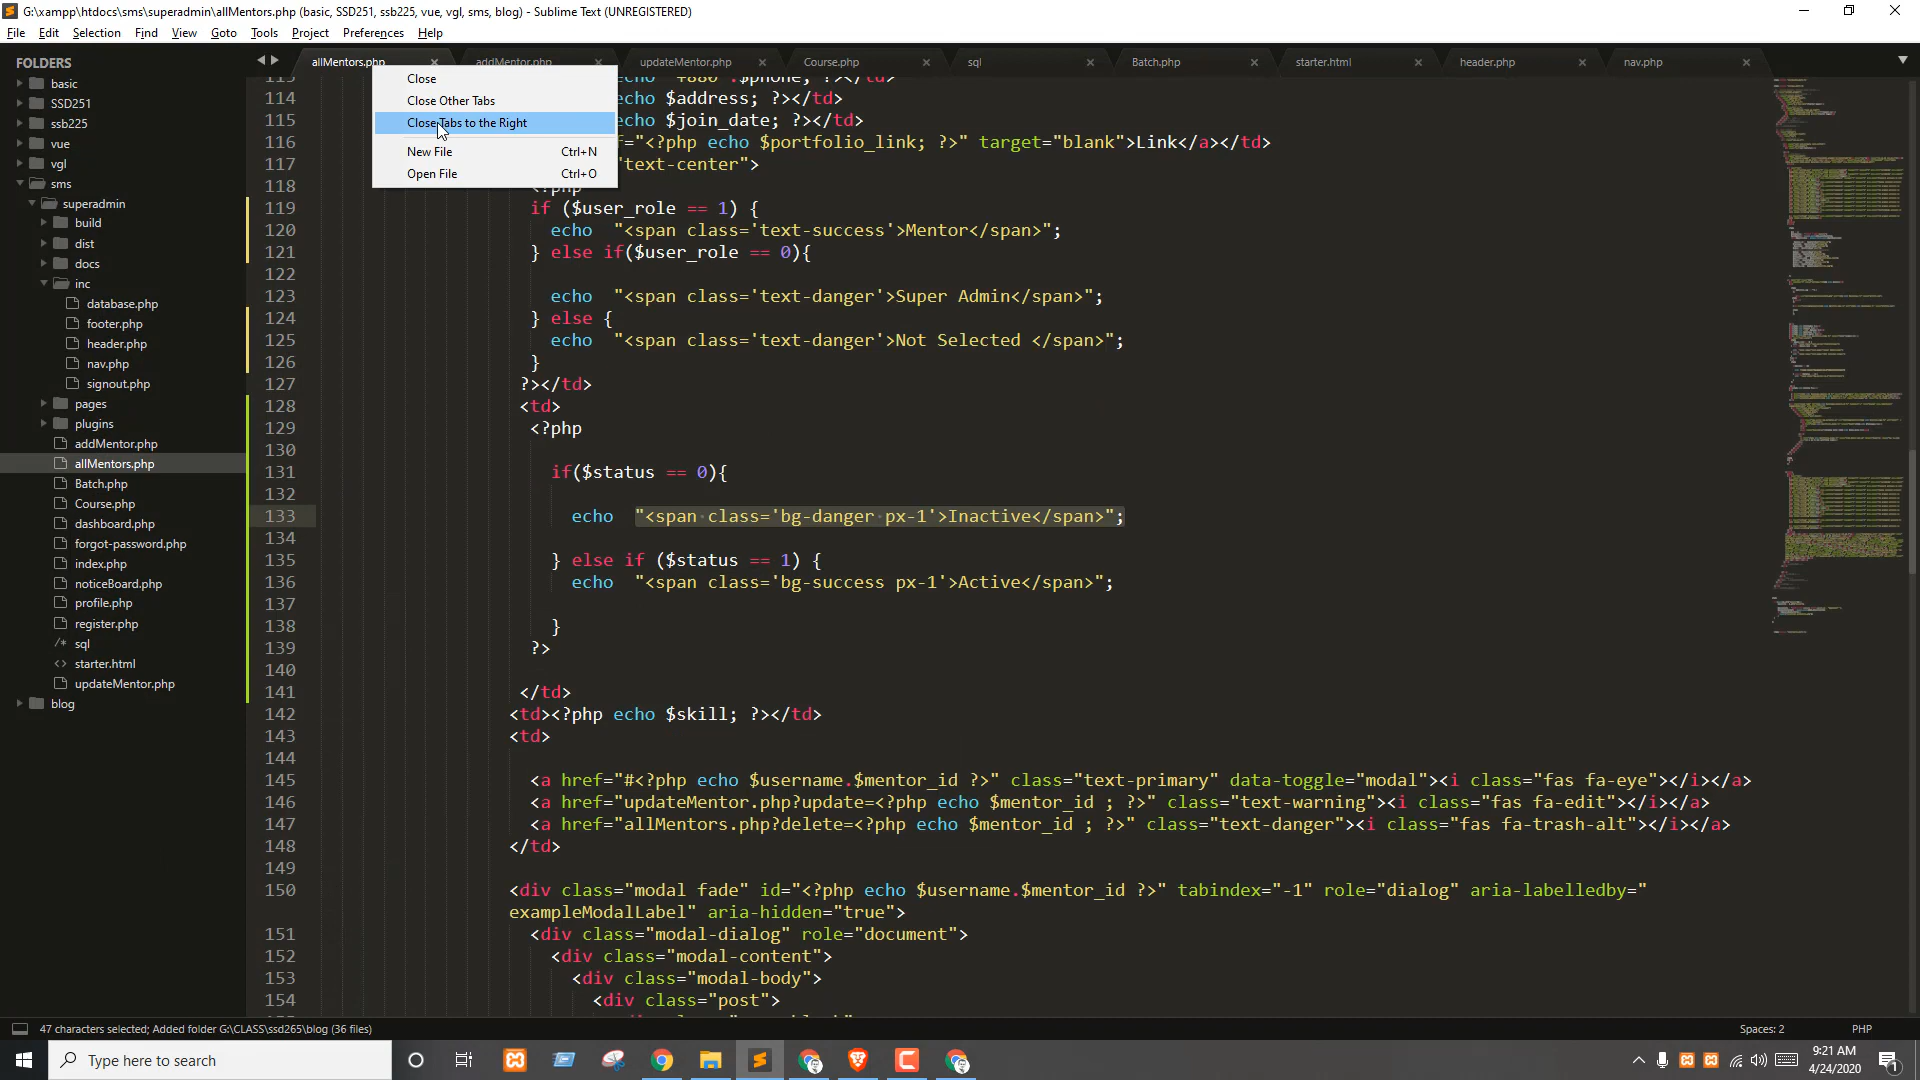 G:\xampp\htdocs\sms\superadmin\allMentors.php (basic, SSD251, ssb225, vue, vgl, sms, blog) - Sublime Text (UNREGISTERED)
File Edit Selection Find View Goto Tools Project Preferences Help
FOLDERS
basic
SSD251
ssb225
vue
vgl
sms
superadmin
build
dist
docs
inc
database.php
footer.php
header.php
nav.php
signout.php
pages
plugins
addMentor.php
allMentors.php
Batch.php
Course.php
dashboard.php
forgot-password.php
index.php
noticeBoard.php
profile.php
register.php
/* sql
<> starter.html
updateMentor.php
blog
allMentors.php addMentor.php updateMentor.php Course.php sql Batch.php starter.html header.php nav.php
Close
Close Other Tabs
Close Tabs to the Right
New File Ctrl+N
Open File Ctrl+O
114 echo $address; ?></td>
115 echo $join_date; ?></td>
116 ="<?php echo $portfolio_link; ?>" target="blank">Link</a></td>
117 "text-center">
118 <?php
119 if ($user_role == 1) {
120 echo "<span class='text-success'>Mentor</span>";
121 } else if($user_role == 0){
122
123 echo "<span class='text-danger'>Super Admin</span>";
124 } else {
125 echo "<span class='text-danger'>Not Selected </span>";
126 }
127 ?></td>
128 <td>
129 <?php
130
131 if($status == 0){
132
133 echo "<span class='bg-danger px-1'>Inactive</span>";
134
135 } else if ($status == 1) {
136 echo "<span class='bg-success px-1'>Active</span>";
137
138 }
139 ?>
140
141 </td>
142 <td><?php echo $skill; ?></td>
143 <td>
144
145 <a href="#<?php echo $username.$mentor_id ?>" class="text-primary" data-toggle="modal"><i class="fas fa-eye"></i></a>
146 <a href="updateMentor.php?update=<?php echo $mentor_id ; ?>" class="text-warning"><i class="fas fa-edit"></i></a>
147 <a href="allMentors.php?delete=<?php echo $mentor_id ; ?>" class="text-danger"><i class="fas fa-trash-alt"></i></a>
148 </td>
149
150 <div class="modal fade" id="<?php echo $username.$mentor_id ?>" tabindex="-1" role="dialog" aria-labelledby="
exampleModalLabel" aria-hidden="true">
151 <div class="modal-dialog" role="document">
152 <div class="modal-content">
153 <div class="modal-body">
154 <div class="post">
47 characters selected; Added folder G:\CLASS\ssd265\blog (36 files) Spaces: 2 PHP
Type here to search
9:21 AM
4/24/2020
1